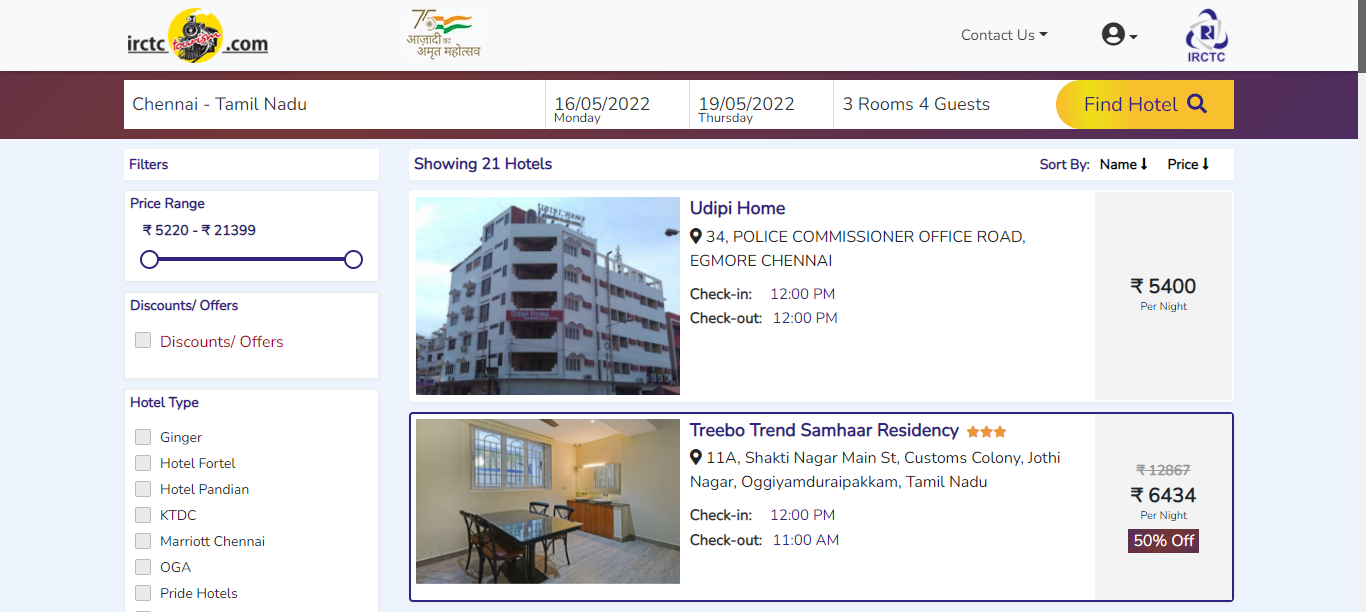 irctc tourism .com
75
आज़ादी का
अमृत महोत्सव
Contact Us
IRCTC
Chennai - Tamil Nadu
16/05/2022
Monday
19/05/2022
Thursday
3 Rooms 4 Guests
Find Hotel
Filters
Price Range
₹ 5220 - ₹ 21399
Discounts/ Offers
Discounts/ Offers
Hotel Type
Ginger
Hotel Fortel
Hotel Pandian
KTDC
Marriott Chennai
OGA
Pride Hotels
Showing 21 Hotels
Sort By: Name Price
Udipi Home
Udipi Home
Udipi Home
34, POLICE COMMISSIONER OFFICE ROAD,
EGMORE CHENNAI
Check-in: 12:00 PM
Check-out: 12:00 PM
₹ 5400
Per Night
Treebo Trend Samhaar Residency
11A, Shakti Nagar Main St, Customs Colony, Jothi
Nagar, Oggiyamduraipakkam, Tamil Nadu
Check-in: 12:00 PM
Check-out: 11:00 AM
₹ 12867
₹ 6434
Per Night
50% Off